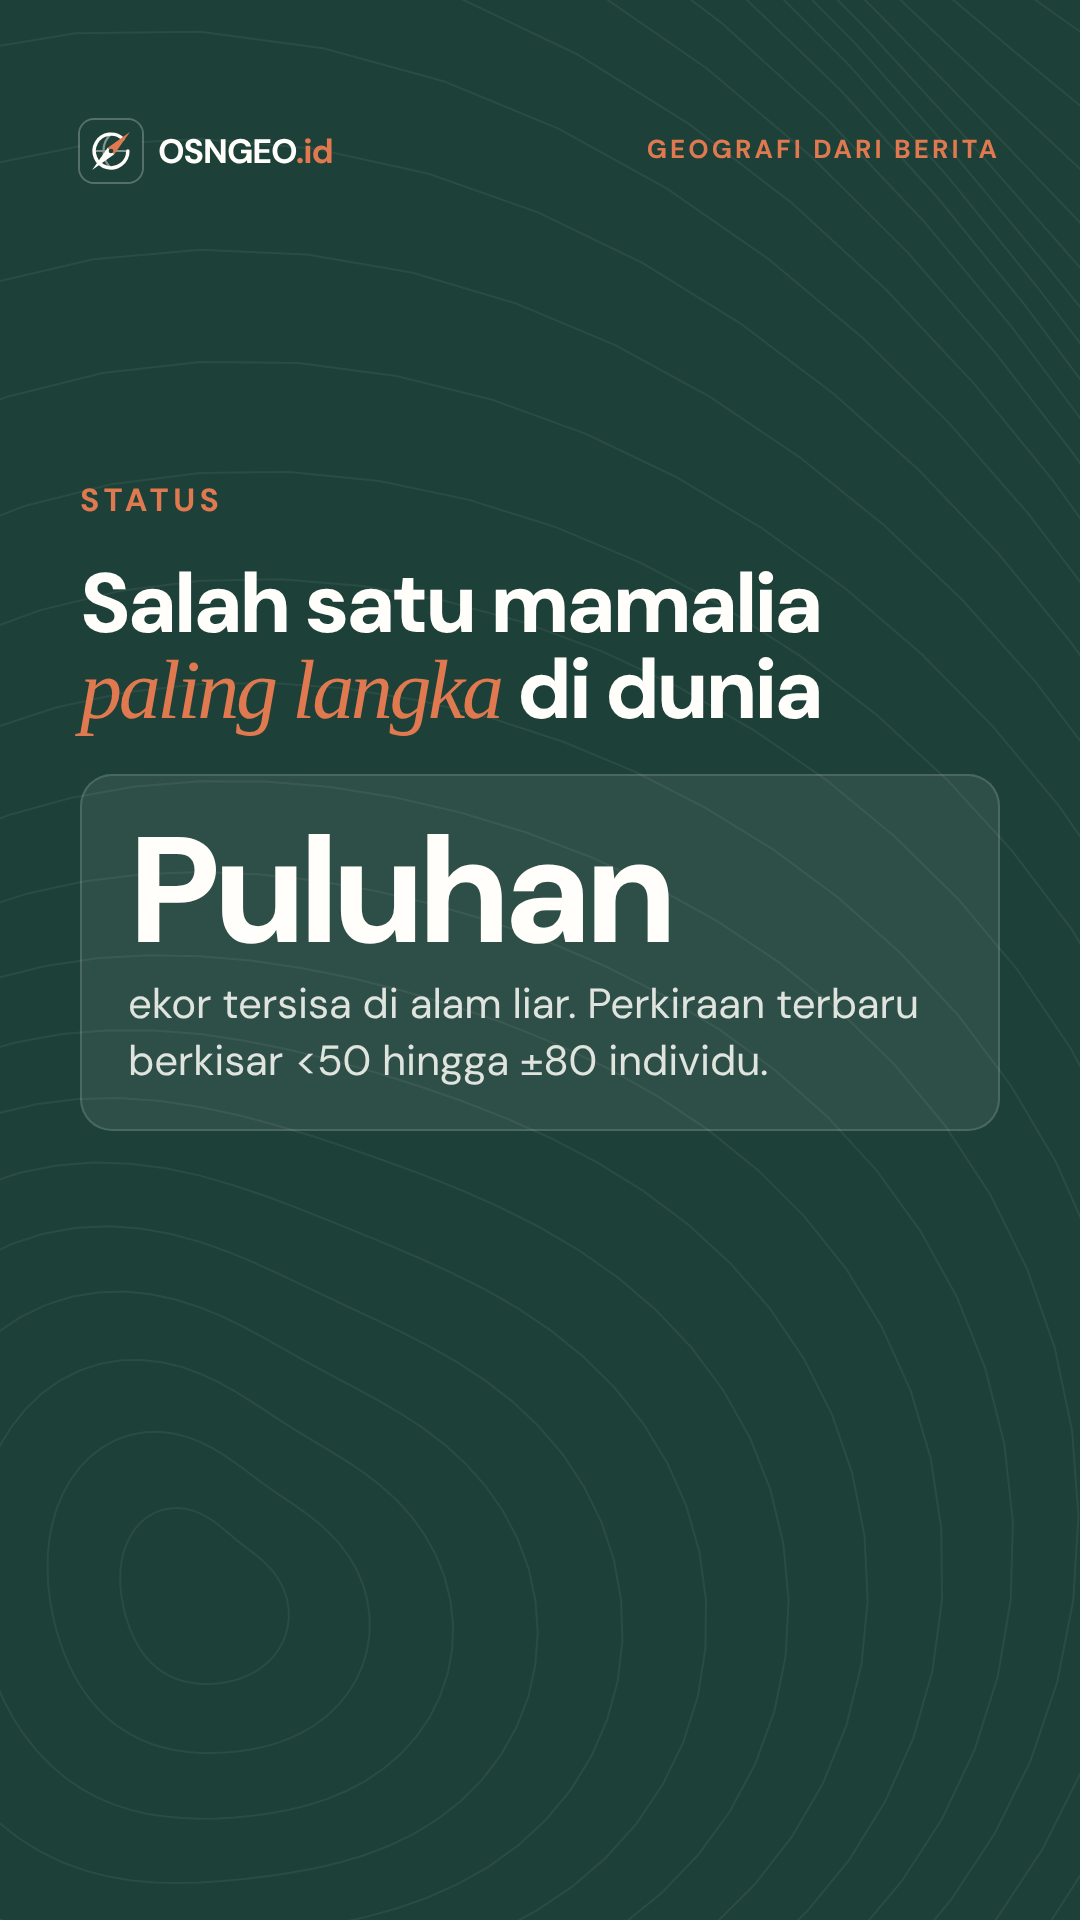 OSNGEO.id
GEOGRAFI DARI BERITA
STATUS
Salah satu mamalia
paling langka di dunia
Puluhan
ekor tersisa di alam liar. Perkiraan terbaru
berkisar <50 hingga ±80 individu.